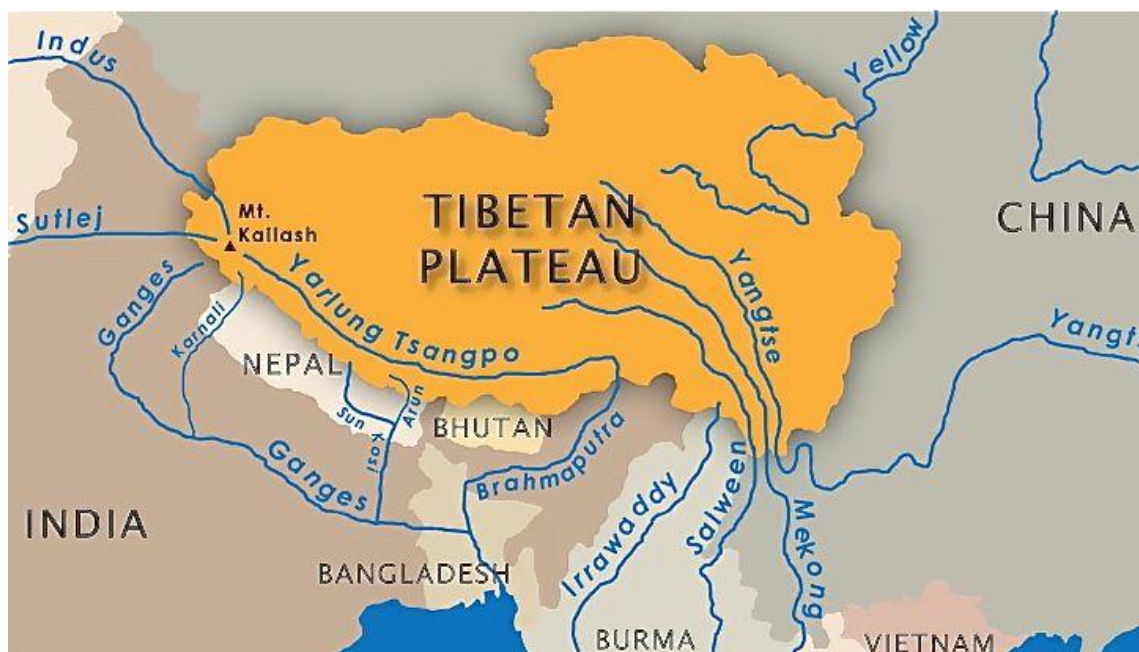 Indus
Yellow
Sutlej
Mt.
Kailash
TIBETAN
PLATEAU
CHINA
Ganges
Karnali
Yarlung Tsangpo
Yangtse
Yangts
NEPAL
Sun Kosi
Arun
BHUTAN
Brahmaputra
Ganges
INDIA
BANGLADESH
Irrawaddy
Salween
Mekong
BURMA
VIETNAM